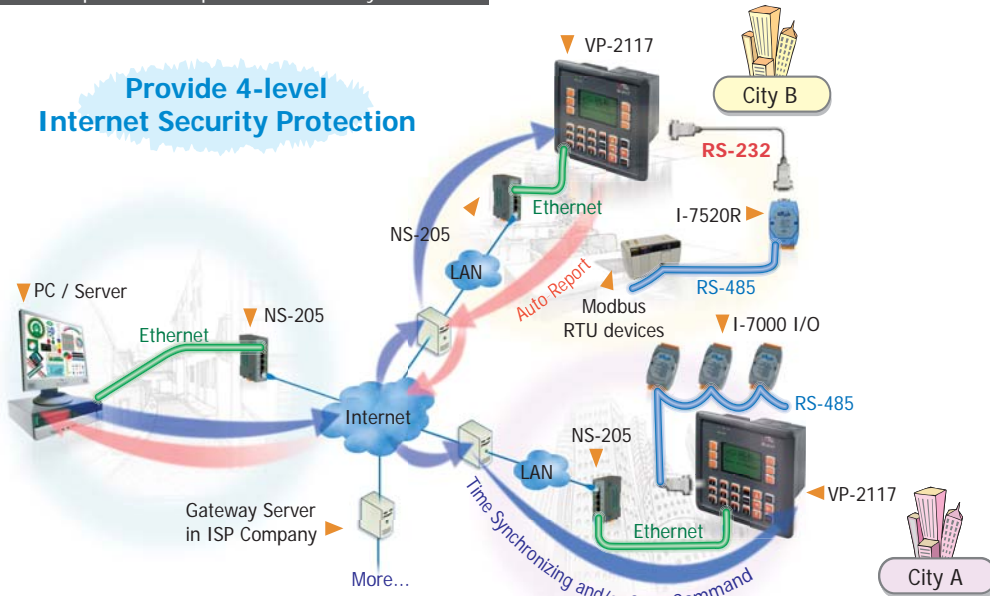 Provide 4-level
Internet Security Protection
VP-2117
City B
RS-232
I-7520R
NS-205
Ethernet
LAN
Auto Report
Modbus
RTU devices
RS-485
PC / Server
NS-205
Ethernet
I-7000 I/O
RS-485
Internet
NS-205
LAN
VP-2117
Gateway Server
in ISP Company
Ethernet
Time Synchronizing and/
Command
More...
City A